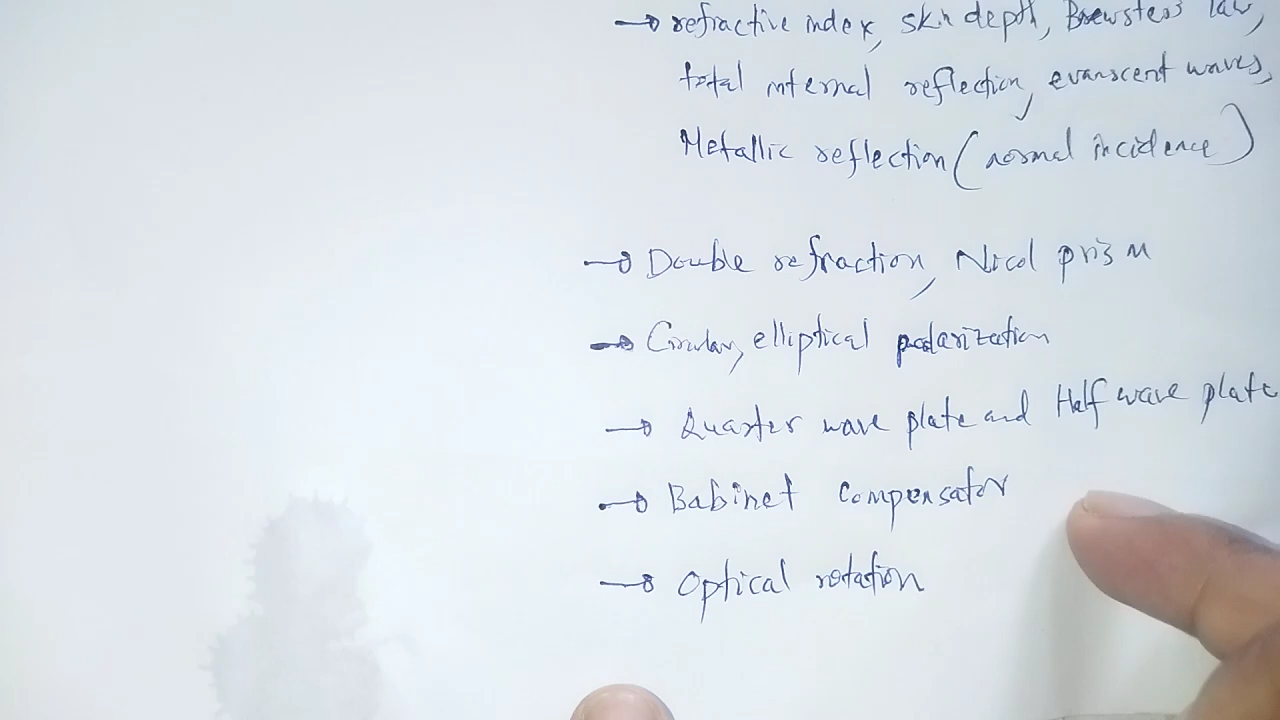 → refractive index, skin depth, Brewster's law,
total internal reflection, evanscent waves,
Metallic reflection (normal incidence)
→ Double refraction, Nicol prism
→ Circular, elliptical polarization
→ Quarter wave plate and Half wave plate
→ Babinet Compensator
→ Optical rotation